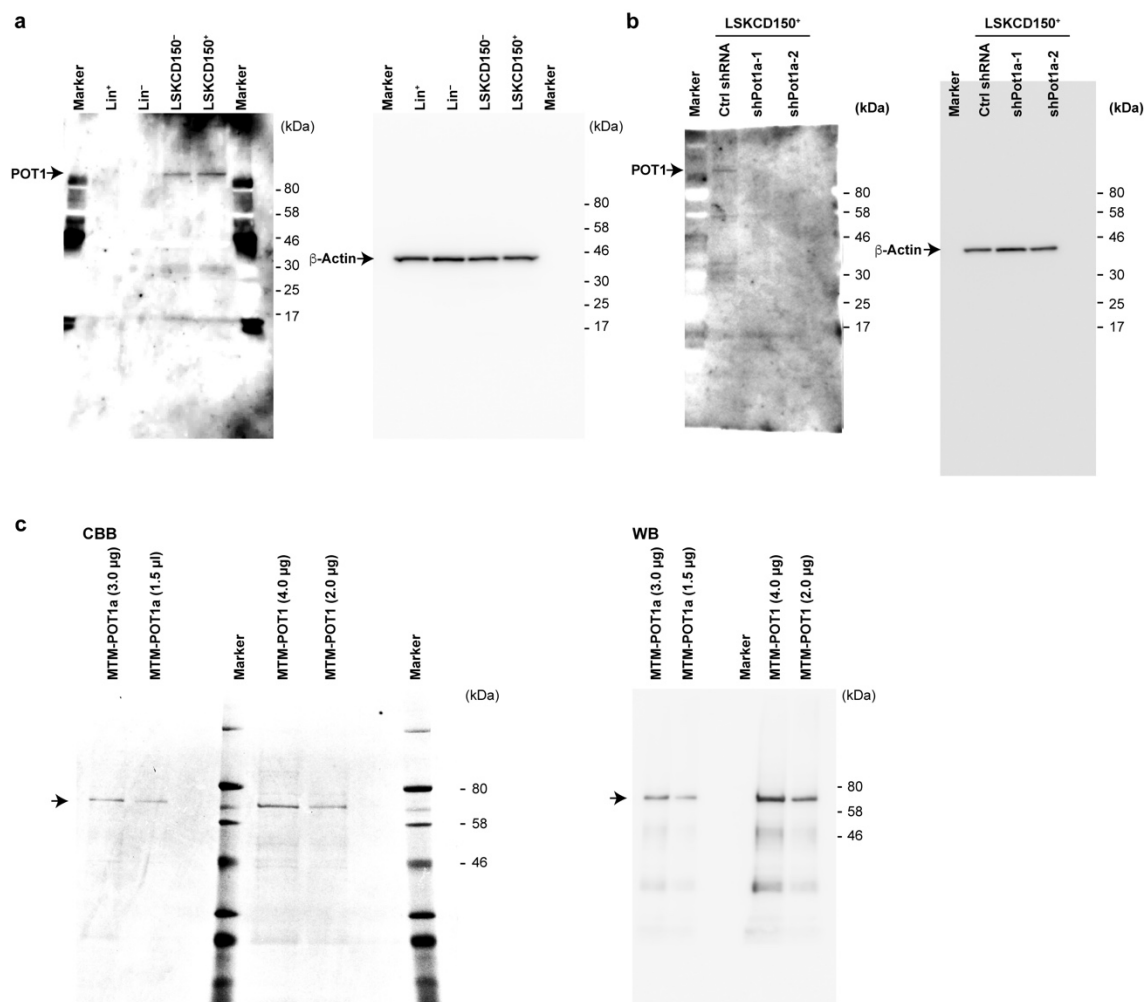 a
Marker
Lin⁺
Lin⁻
LSKCD150⁻
LSKCD150⁺
Marker
(kDa)
POT1
- 80
- 58
- 46
- 30
- 25
- 17
Marker
Lin⁺
Lin⁻
LSKCD150⁻
LSKCD150⁺
Marker
(kDa)
β-Actin
- 80
- 58
- 46
- 30
- 25
- 17
b
LSKCD150⁺
Marker
Ctrl shRNA
shPot1a-1
shPot1a-2
(kDa)
POT1
- 80
- 58
- 46
- 30
- 25
- 17
LSKCD150⁺
Marker
Ctrl shRNA
shPot1a-1
shPot1a-2
(kDa)
β-Actin
- 80
- 58
- 46
- 30
- 25
- 17
c
CBB
MTM-POT1a (3.0 µg)
MTM-POT1a (1.5 µl)
Marker
MTM-POT1 (4.0 µg)
MTM-POT1 (2.0 µg)
Marker
(kDa)
- 80
- 58
- 46
WB
MTM-POT1a (3.0 µg)
MTM-POT1a (1.5 µg)
Marker
MTM-POT1 (4.0 µg)
MTM-POT1 (2.0 µg)
(kDa)
- 80
- 58
- 46